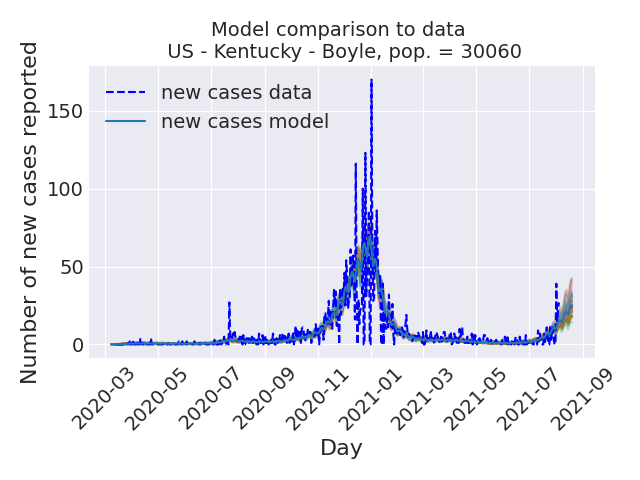 Model comparison to data
US - Kentucky - Boyle, pop. = 30060
Number of new cases reported
new cases data
new cases model
150
100
50
0
2020-03
2020-05
2020-07
2020-09
2020-11
2021-01
2021-03
2021-05
2021-07
2021-09
Day